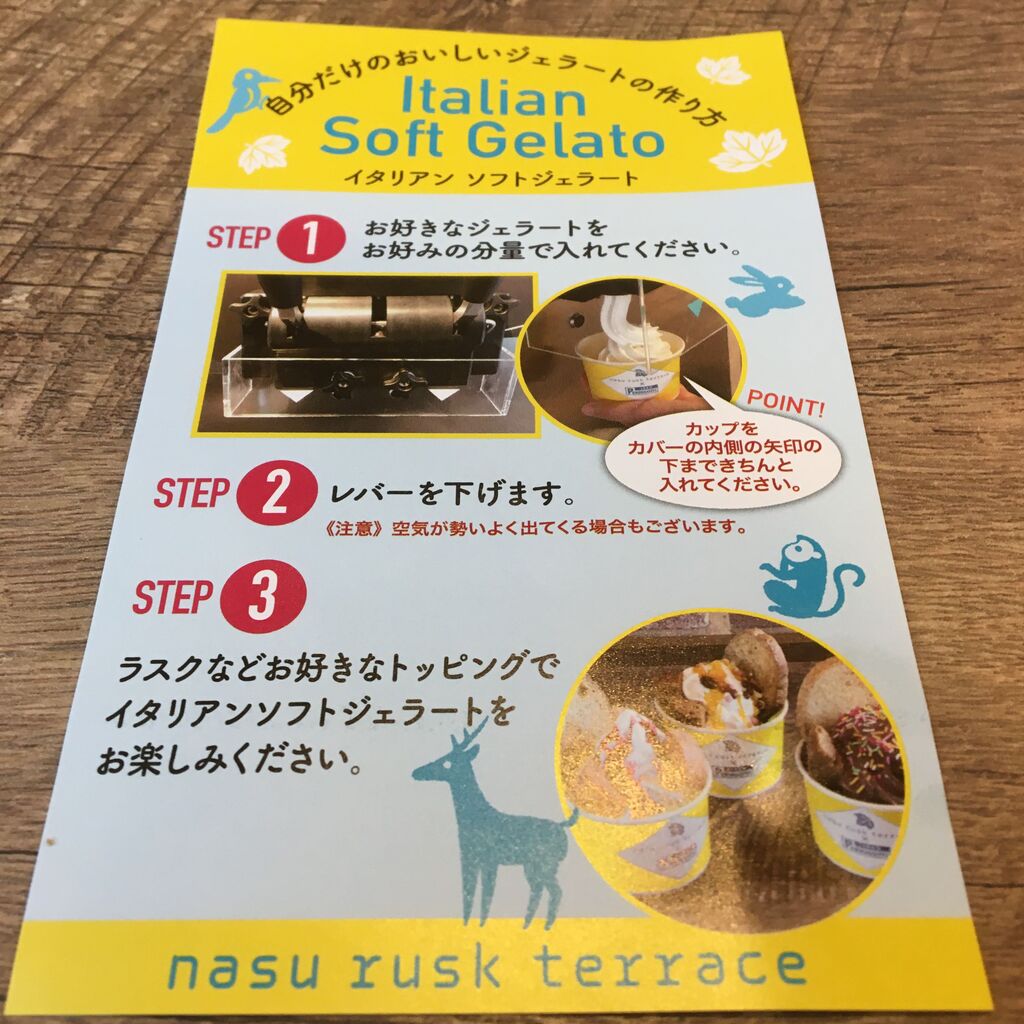 自分だけのおいしいジェラートの作り方
Italian
Soft Gelato
イタリアン ソフトジェラート
STEP 1
お好きなジェラートを
お好みの分量で入れてください。
POINT!
カップを
カバーの内側の矢印の
下まできちんと
入れてください。
STEP 2 レバーを下げます。
《注意》空気が勢いよく出てくる場合もございます。
STEP 3
ラスクなどお好きなトッピングで
イタリアンソフトジェラートを
お楽しみください。
nasu rusk terrace